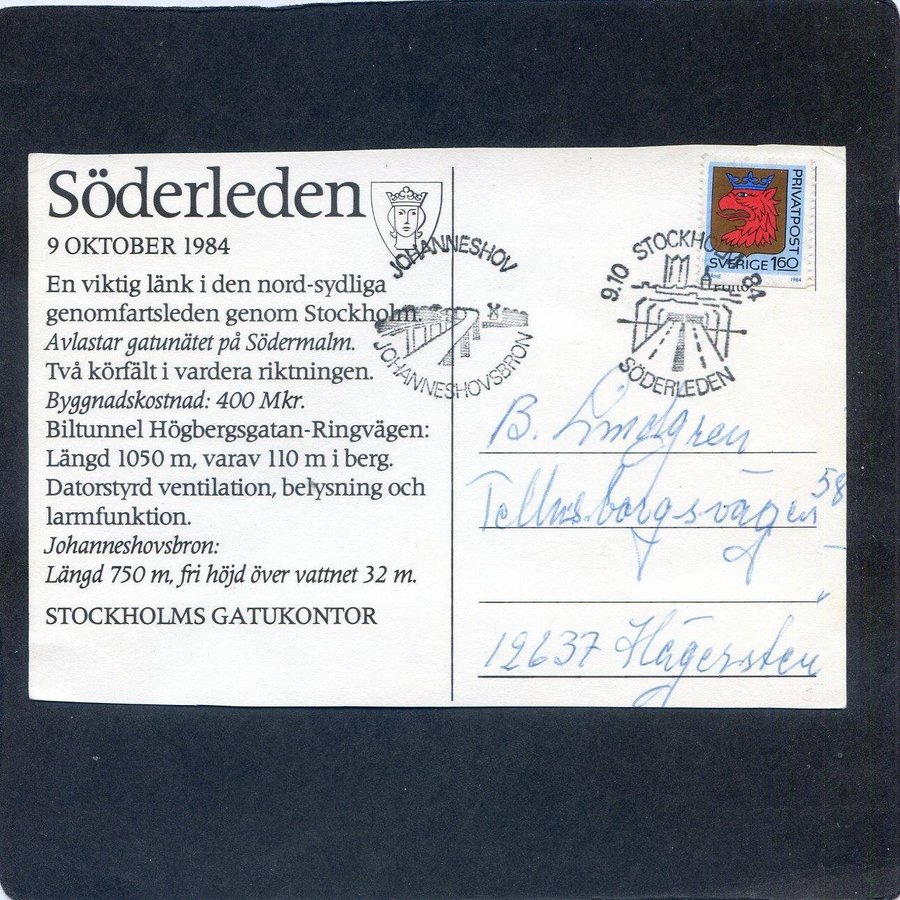 Söderleden
9 OKTOBER 1984
En viktig länk i den nord-sydliga
genomfartsleden genom Stockholm.
Avlastar gatunätet på Södermalm.
Två körfält i vardera riktningen.
Byggnadskostnad: 400 Mkr.
Biltunnel Högbergsgatan-Ringvägen:
Längd 1050 m, varav 110 m i berg.
Datorstyrd ventilation, belysning och
larmfunktion.
Johanneshovsbron:
Längd 750 m, fri höjd över vattnet 32 m.
STOCKHOLMS GATUKONTOR
JOHANNESHOV
JOHANNESHOVSBRON
9.10 STOCKHOLM 84
SÖDERLEDEN
PRIVATPOST
SVERIGE 160
1984
B. Lindgren
Tellusborgsvägen 58
12637 Hägersten